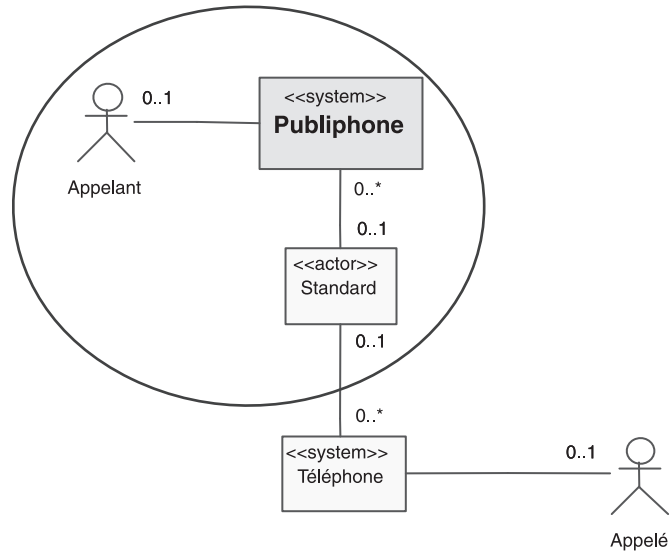 0..1
<<system>>
Publiphone
Appelant
0..*
0..1
<<actor>>
Standard
0..1
0..*
<<system>>
Téléphone
0..1
Appelé